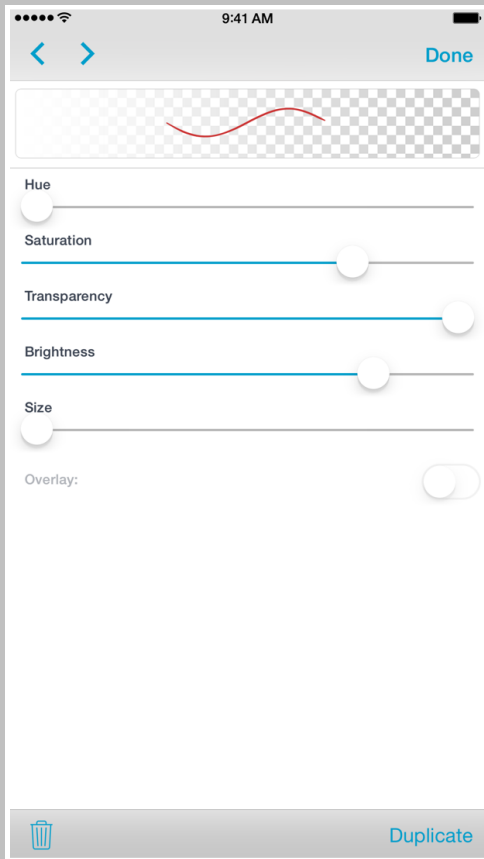 9:41 AM
Done
Hue
Saturation
Transparency
Brightness
Size
Overlay:
Duplicate